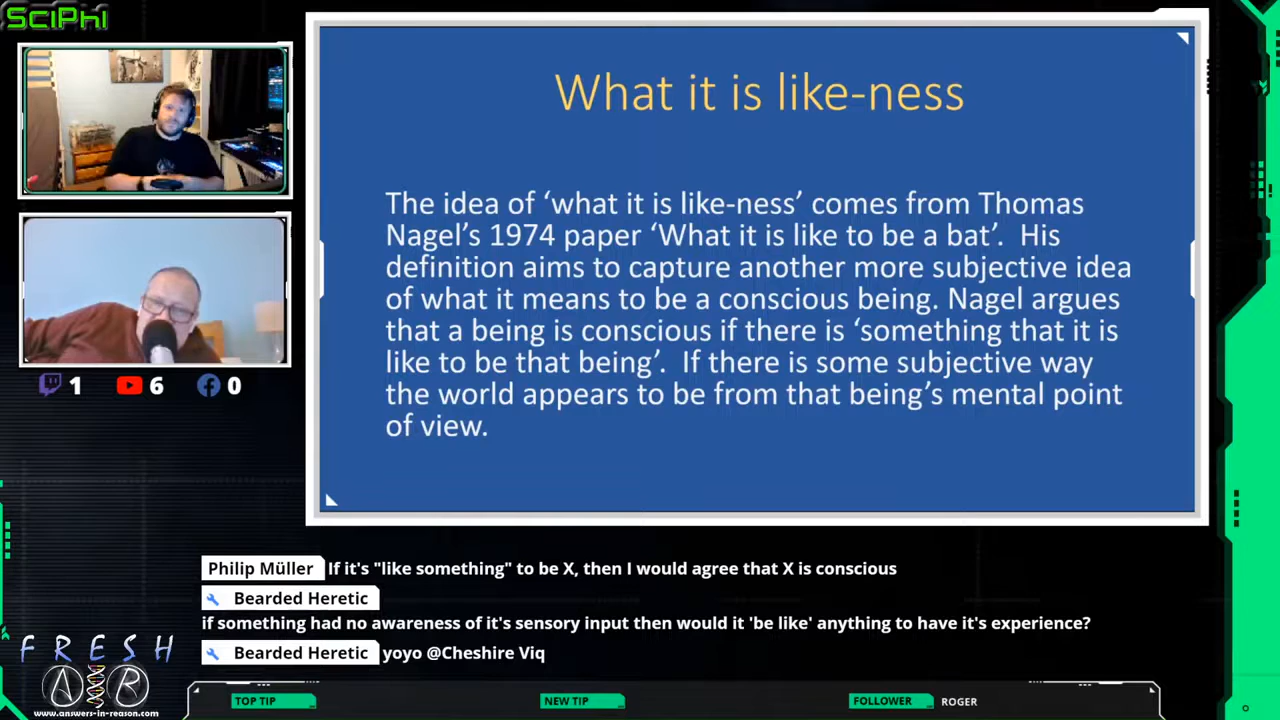 SciPhi
What it is like-ness
The idea of ‘what it is like-ness’ comes from Thomas
Nagel’s 1974 paper ‘What it is like to be a bat’.  His
definition aims to capture another more subjective idea
of what it means to be a conscious being. Nagel argues
that a being is conscious if there is ‘something that it is
like to be that being’.  If there is some subjective way
the world appears to be from that being’s mental point
of view.
1 6 0
Philip Müller If it's "like something" to be X, then I would agree that X is conscious
Bearded Heretic
if something had no awareness of it's sensory input then would it 'be like' anything to have it's experience?
Bearded Heretic yoyo @Cheshire Viq
FRESH
A R
www.answers-in-reason.com
TOP TIP NEW TIP FOLLOWER ROGER